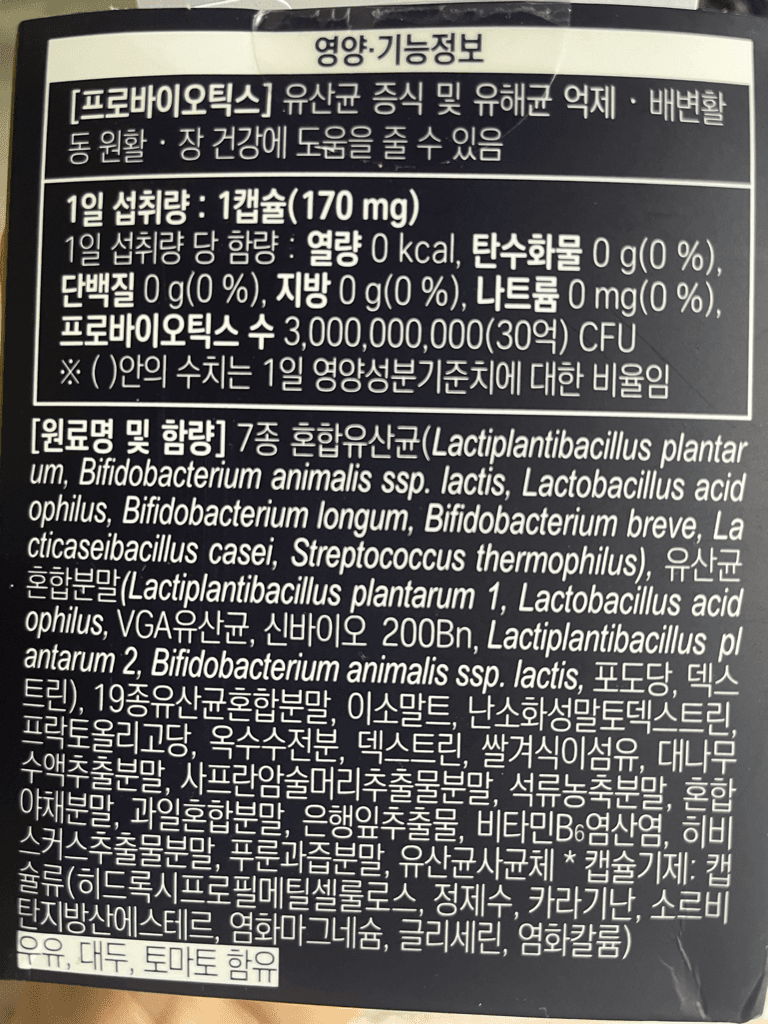 영양·기능정보
[프로바이오틱스] 유산균 증식 및 유해균 억제 · 배변활
동 원활 · 장 건강에 도움을 줄 수 있음
1일 섭취량 : 1캡슐(170 mg)
1일 섭취량 당 함량 : 열량 0 kcal, 탄수화물 0 g(0 %),
단백질 0 g(0 %), 지방 0 g(0 %), 나트륨 0 mg(0 %),
프로바이오틱스 수 3,000,000,000(30억) CFU
※ ( )안의 수치는 1일 영양성분기준치에 대한 비율임
[원료명 및 함량] 7종 혼합유산균(Lactiplantibacillus plantar
um, Bifidobacterium animalis ssp. lactis, Lactobacillus acid
ophilus, Bifidobacterium longum, Bifidobacterium breve, La
cticaseibacillus casei, Streptococcus thermophilus), 유산균
혼합분말(Lactiplantibacillus plantarum 1, Lactobacillus acid
ophilus, VGA유산균, 신바이오 200Bn, Lactiplantibacillus pl
antarum 2, Bifidobacterium animalis ssp. lactis, 포도당, 덱스
트린), 19종유산균혼합분말, 이소말트, 난소화성말토덱스트린,
프락토올리고당, 옥수수전분, 덱스트린, 쌀겨식이섬유, 대나무
수액추출분말, 사프란암술머리추출물분말, 석류농축분말, 혼합
야채분말, 과일혼합분말, 은행잎추출물, 비타민B₆염산염, 히비
스커스추출물분말, 푸룬과즙분말, 유산균사균체 * 캡슐기제: 캡
슐류(히드록시프로필메틸셀룰로스, 정제수, 카라기난, 소르비
탄지방산에스테르, 염화마그네슘, 글리세린, 염화칼륨)
우유, 대두, 토마토 함유